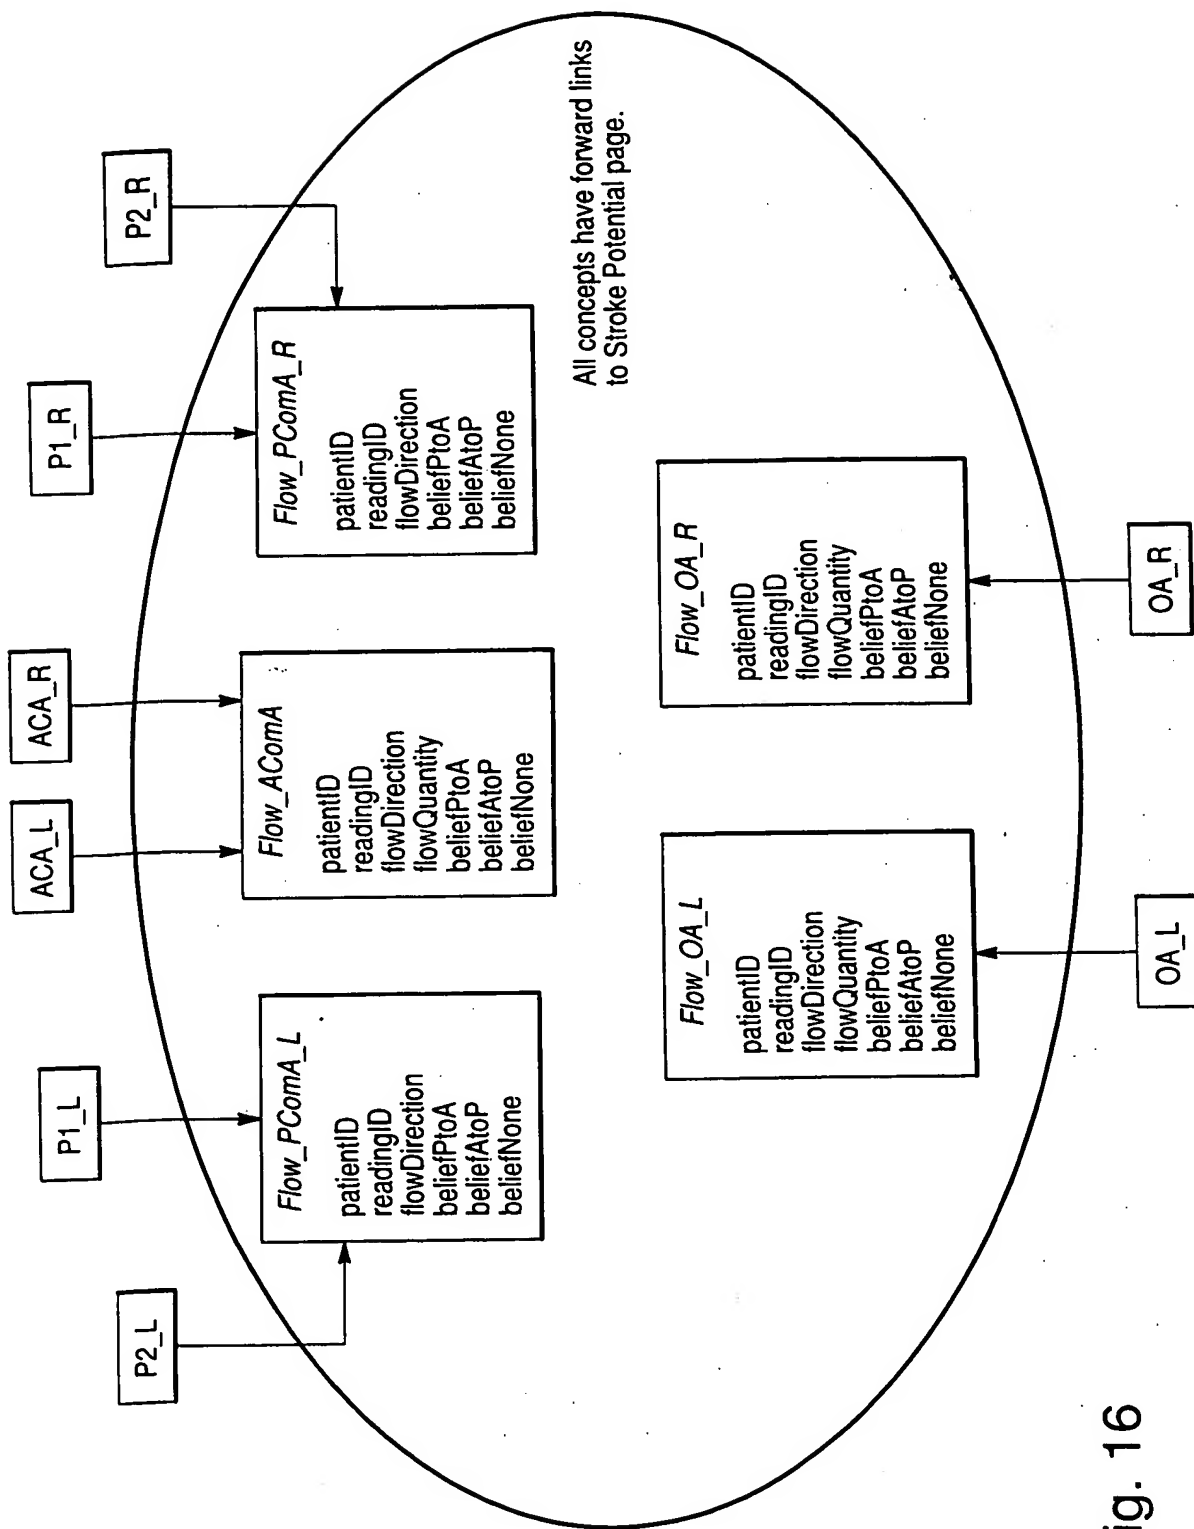 P2_L
P1_L
ACA_L
ACA_R
P1_R
P2_R
Flow_PComA_L
patientID
readingID
flowDirection
beliefPtoA
beliefAtoP
beliefNone
Flow_AComA
patientID
readingID
flowDirection
flowQuantity
beliefPtoA
beliefAtoP
beliefNone
Flow_PComA_R
patientID
readingID
flowDirection
beliefPtoA
beliefAtoP
beliefNone
All concepts have forward links
to Stroke Potential page.
Flow_OA_L
patientID
readingID
flowDirection
flowQuantity
beliefPtoA
beliefAtoP
beliefNone
Flow_OA_R
patientID
readingID
flowDirection
flowQuantity
beliefPtoA
beliefAtoP
beliefNone
OA_L
OA_R
ig. 16